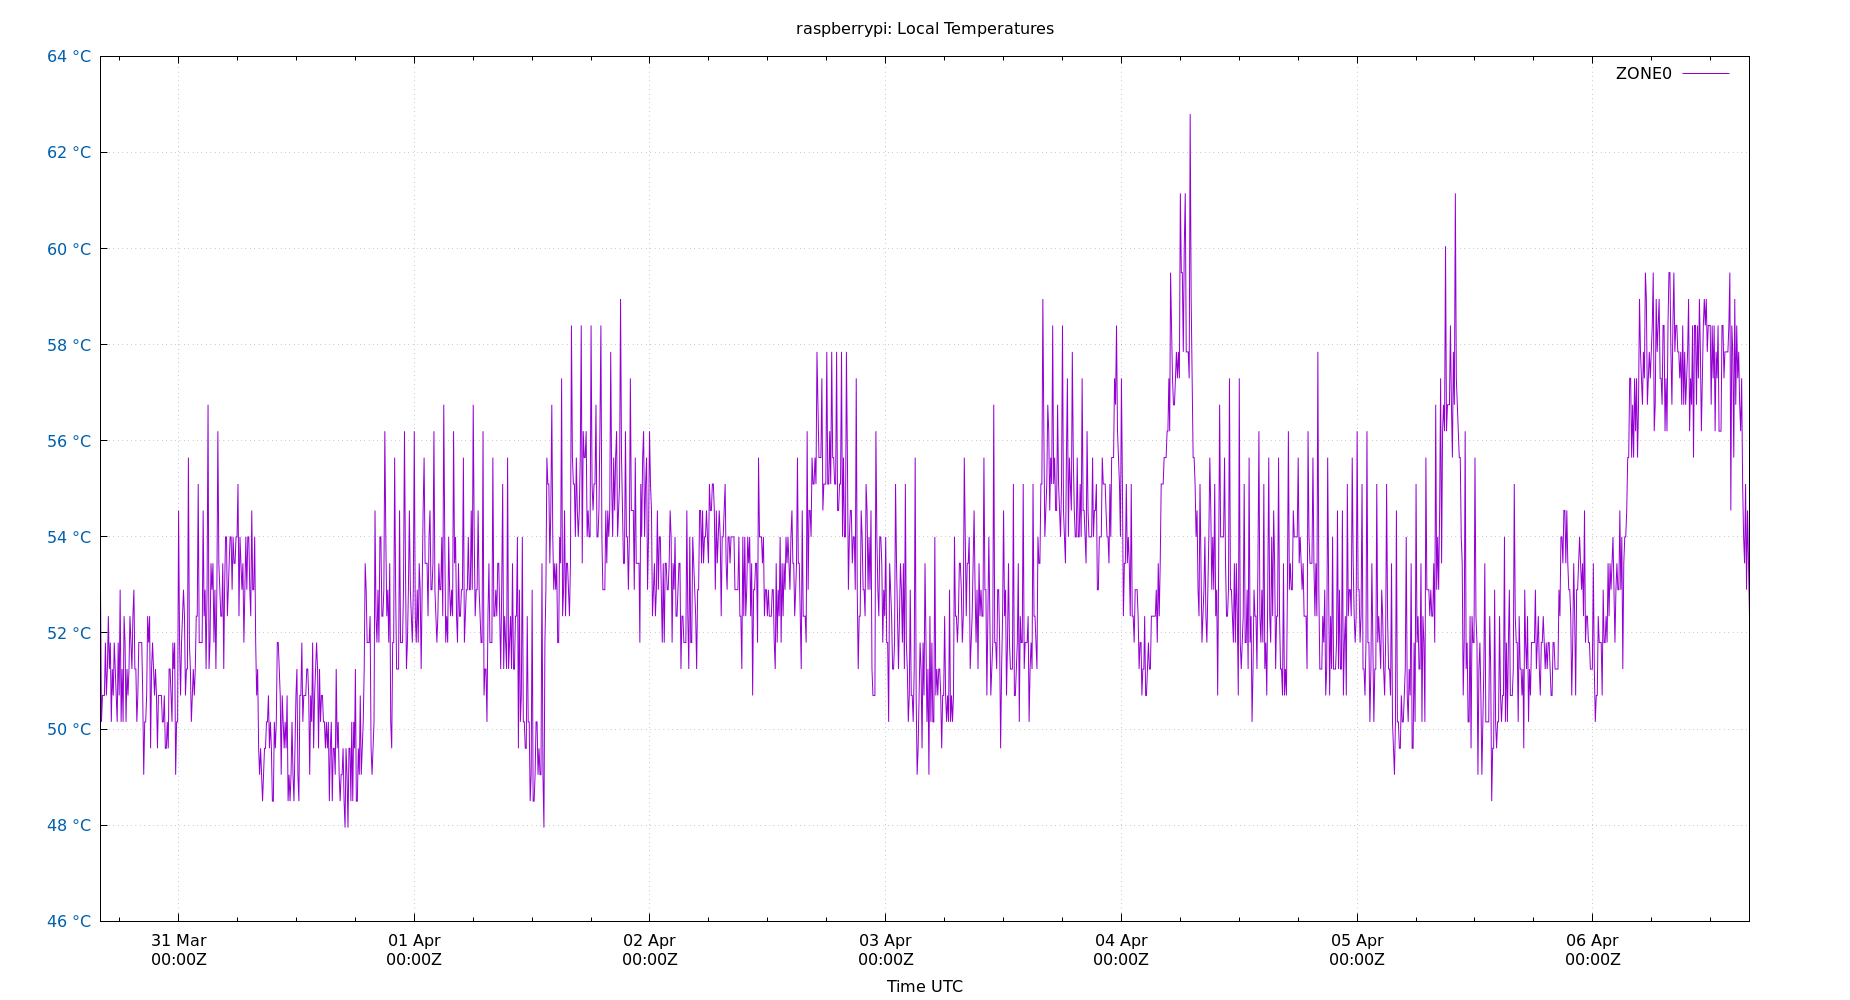 raspberrypi: Local Temperatures
64 °C
ZONE0
62 °C
60 °C
58 °C
56 °C
54 °C
52 °C
50 °C
48 °C
46 °C
31 Mar 01 Apr 02 Apr 03 Apr 04 Apr 05 Apr 06 Apr
00:00Z 00:00Z 00:00Z 00:00Z 00:00Z 00:00Z 00:00Z
Time UTC